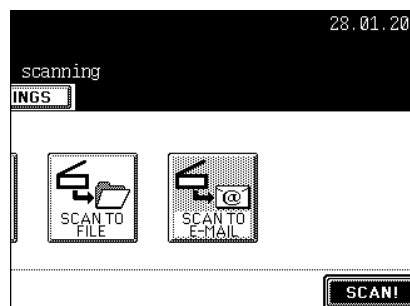 28.01.20
scanning
INGS
SCAN TO
FILE
@
SCAN TO
E-MAIL
SCAN!